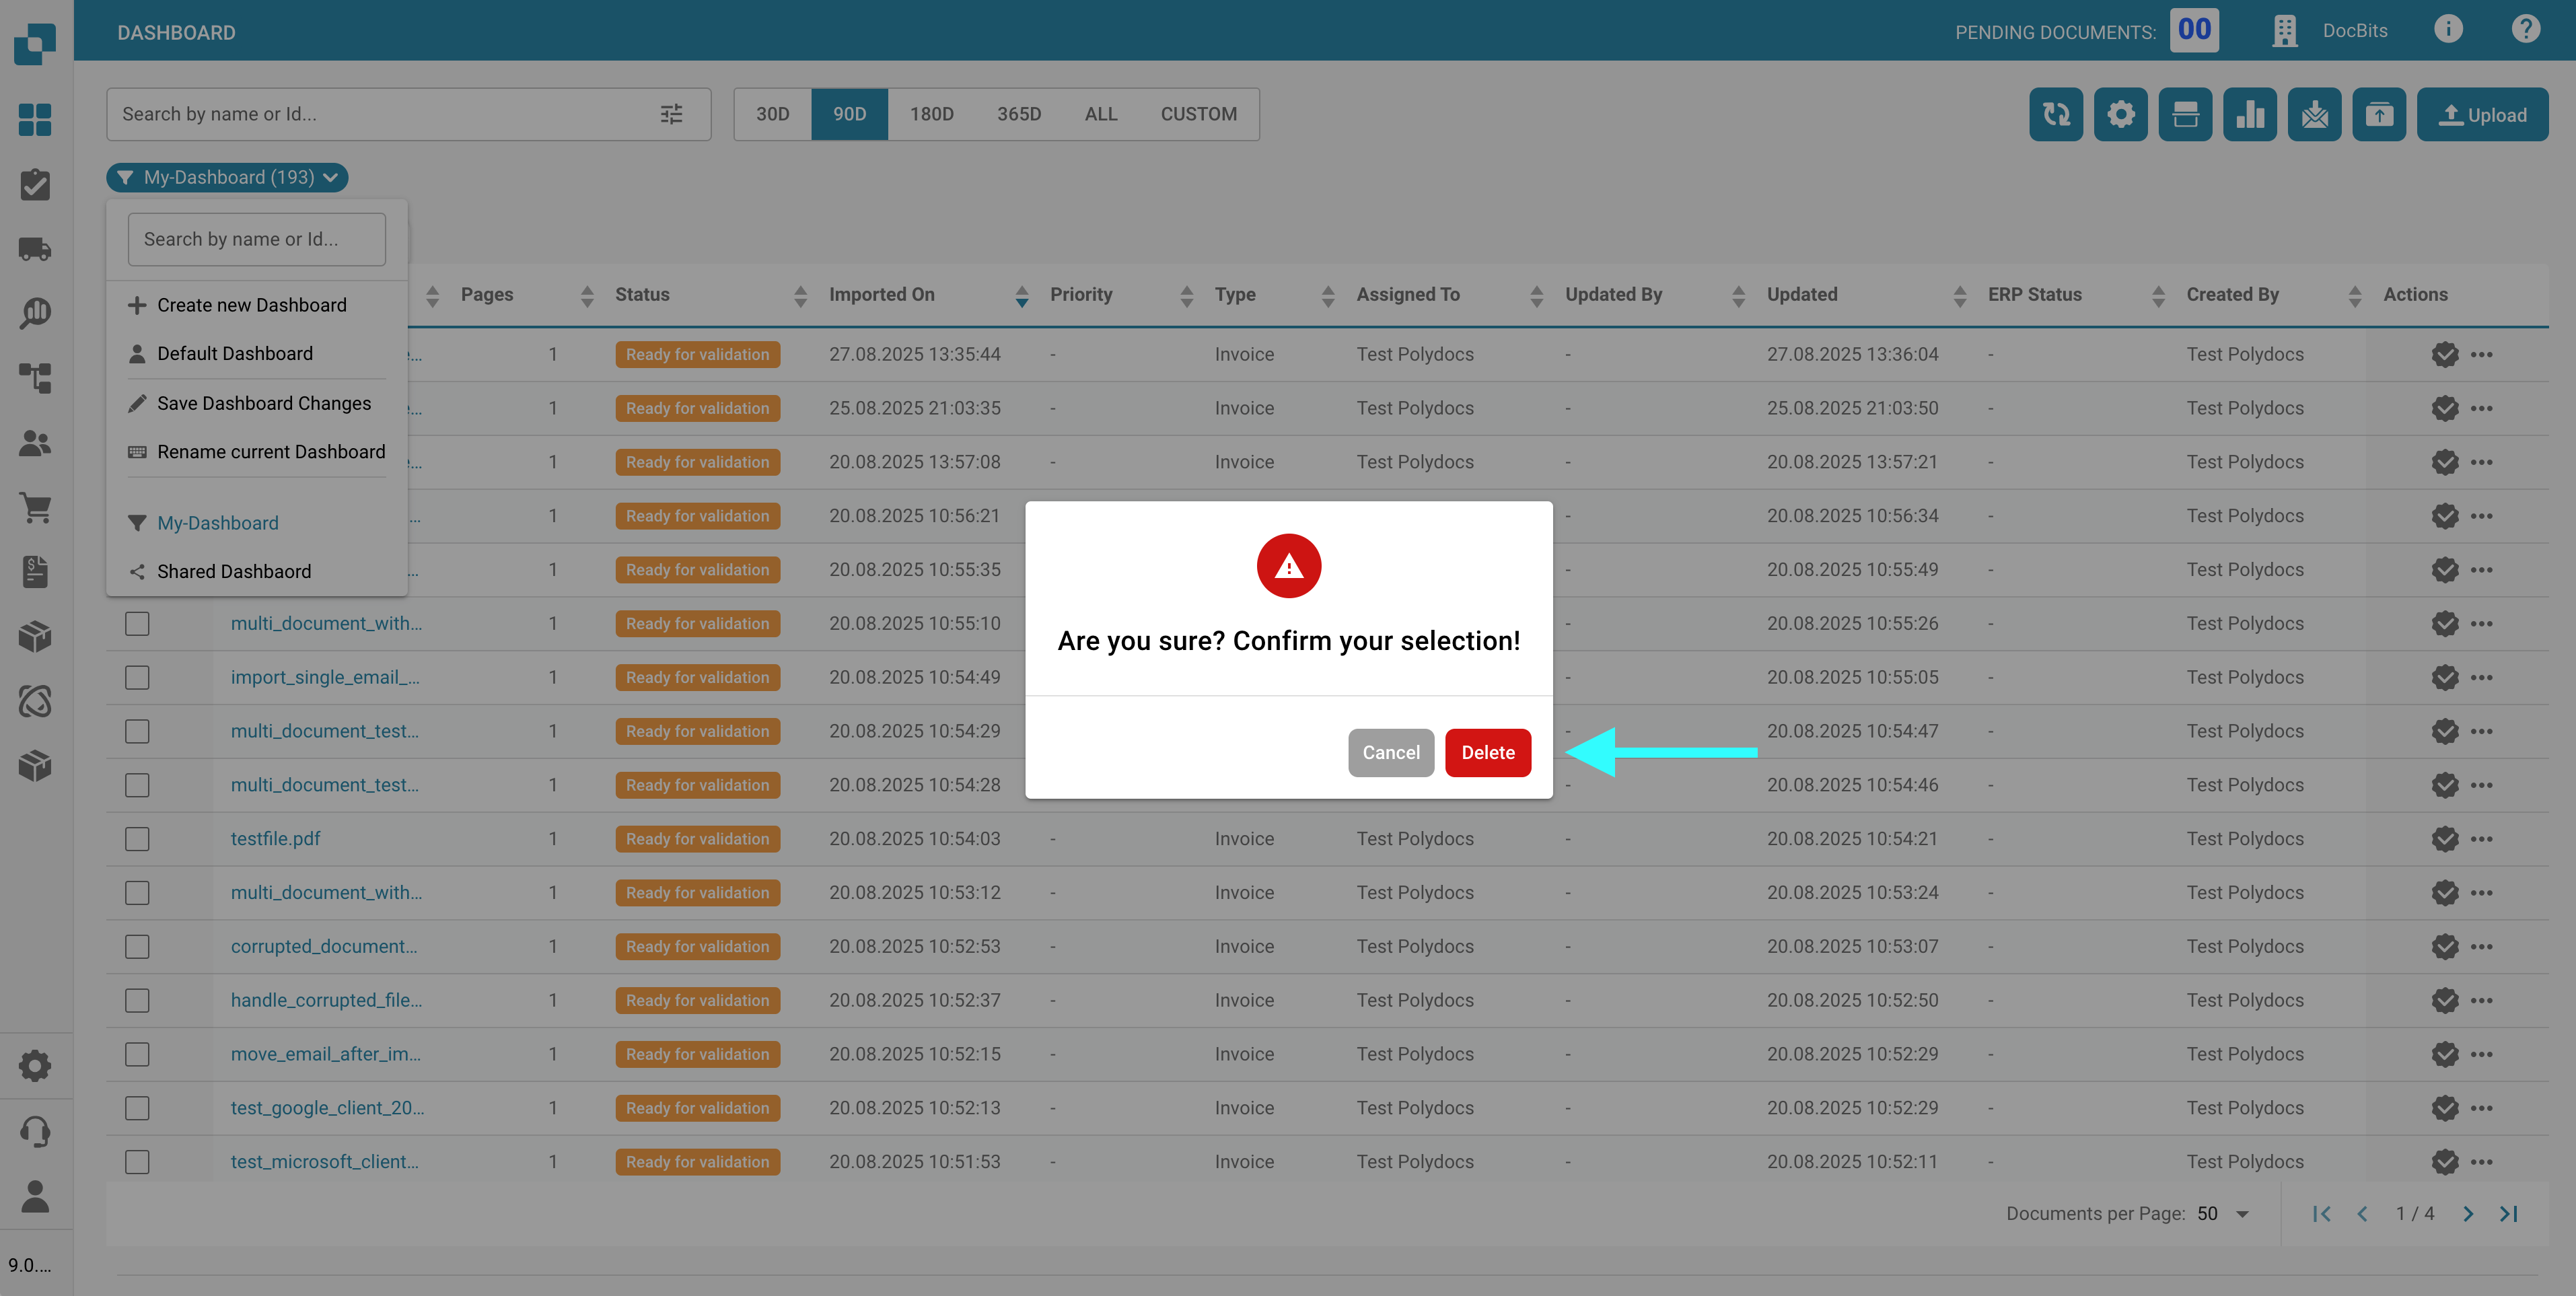 DASHBOARD
PENDING DOCUMENTS: 00
DocBits
Search by name or Id...
30D 90D 180D 365D ALL CUSTOM
Upload
My-Dashboard (193)
Search by name or Id...
Create new Dashboard
Default Dashboard
Save Dashboard Changes
Rename current Dashboard
My-Dashboard
Shared Dashbaord
Pages Status Imported On Priority Type Assigned To Updated By Updated ERP Status Created By Actions
e... 1 Ready for validation 27.08.2025 13:35:44 - Invoice Test Polydocs - 27.08.2025 13:36:04 - Test Polydocs
e... 1 Ready for validation 25.08.2025 21:03:35 - Invoice Test Polydocs - 25.08.2025 21:03:50 - Test Polydocs
e... 1 Ready for validation 20.08.2025 13:57:08 - Invoice Test Polydocs - 20.08.2025 13:57:21 - Test Polydocs
... 1 Ready for validation 20.08.2025 10:56:21 - 20.08.2025 10:56:34 - Test Polydocs
... 1 Ready for validation 20.08.2025 10:55:35 - 20.08.2025 10:55:49 - Test Polydocs
multi_document_with... 1 Ready for validation 20.08.2025 10:55:10 - 20.08.2025 10:55:26 - Test Polydocs
import_single_email_... 1 Ready for validation 20.08.2025 10:54:49 - 20.08.2025 10:55:05 - Test Polydocs
multi_document_test... 1 Ready for validation 20.08.2025 10:54:29 - 20.08.2025 10:54:47 - Test Polydocs
multi_document_test... 1 Ready for validation 20.08.2025 10:54:28 - 20.08.2025 10:54:46 - Test Polydocs
testfile.pdf 1 Ready for validation 20.08.2025 10:54:03 - Invoice Test Polydocs - 20.08.2025 10:54:21 - Test Polydocs
multi_document_with... 1 Ready for validation 20.08.2025 10:53:12 - Invoice Test Polydocs - 20.08.2025 10:53:24 - Test Polydocs
corrupted_document... 1 Ready for validation 20.08.2025 10:52:53 - Invoice Test Polydocs - 20.08.2025 10:53:07 - Test Polydocs
handle_corrupted_file... 1 Ready for validation 20.08.2025 10:52:37 - Invoice Test Polydocs - 20.08.2025 10:52:50 - Test Polydocs
move_email_after_im... 1 Ready for validation 20.08.2025 10:52:15 - Invoice Test Polydocs - 20.08.2025 10:52:29 - Test Polydocs
test_google_client_20... 1 Ready for validation 20.08.2025 10:52:13 - Invoice Test Polydocs - 20.08.2025 10:52:29 - Test Polydocs
test_microsoft_client... 1 Ready for validation 20.08.2025 10:51:53 - Invoice Test Polydocs - 20.08.2025 10:52:11 - Test Polydocs
Are you sure? Confirm your selection!
Cancel Delete
Documents per Page: 50 1 / 4
9.0....